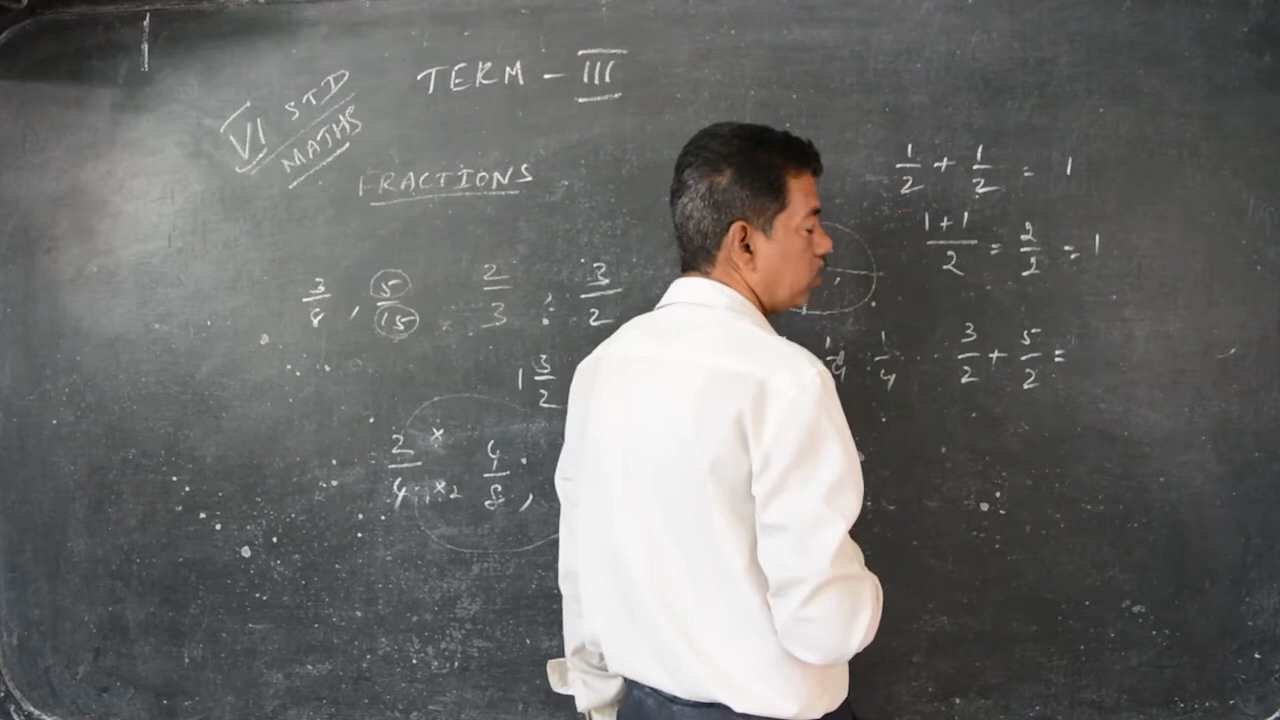 TERM - III
VI STD
MATHS
FRACTIONS
1/2 + 1/2 = 1
1+1/2 = 2/2 = 1
3/8 , 5/15 2/3 ; 3/2
1/4 1/4 3/2 + 5/2 =
1 3/2
2/4 × ×2 4/8 ,